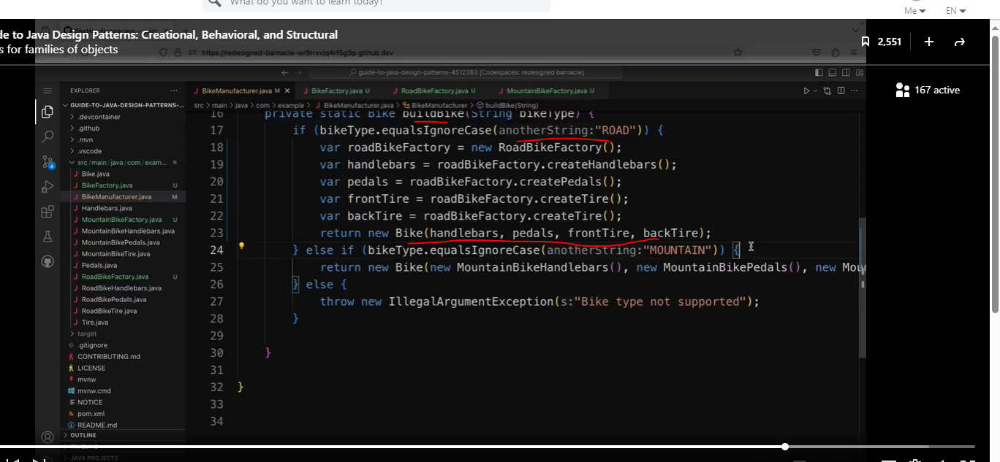 What do you want to learn today?
Me EN
de to Java Design Patterns: Creational, Behavioral, and Structural
s for families of objects
2,551
167 active
https://redesigned-barnacle-wr9rrxvjq4rf5g9p.github.dev
guide-to-java-design-patterns-4512383 [Codespaces: redesigned barnacle]
EXPLORER
GUIDE-TO-JAVA-DESIGN-PATTERNS-...
.devcontainer
.github
.mvn
.vscode
src / main / java / com / exam...
Bike.java
BikeFactory.java U
BikeManufacturer.java M
Handlebars.java
MountainBikeFactory.java U
MountainBikeHandlebars.java
MountainBikePedals.java
MountainBikeTire.java
Pedals.java
RoadBikeFactory.java U
RoadBikeHandlebars.java
RoadBikePedals.java
RoadBikeTire.java
Tire.java
target
.gitignore
CONTRIBUTING.md
LICENSE
mvnw
mvnw.cmd
NOTICE
pom.xml
README.md
OUTLINE
TIMELINE
JAVA PROJECTS
4
BikeManufacturer.java M BikeFactory.java U RoadBikeFactory.java U MountainBikeFactory.java U
src > main > java > com > example > BikeManufacturer.java > BikeManufacturer > buildBike(String)
16 private static Bike buildBike(String bikeType) {
17 if (bikeType.equalsIgnoreCase(anotherString:"ROAD")) {
18 var roadBikeFactory = new RoadBikeFactory();
19 var handlebars = roadBikeFactory.createHandlebars();
20 var pedals = roadBikeFactory.createPedals();
21 var frontTire = roadBikeFactory.createTire();
22 var backTire = roadBikeFactory.createTire();
23 return new Bike(handlebars, pedals, frontTire, backTire);
24 } else if (bikeType.equalsIgnoreCase(anotherString:"MOUNTAIN")) {
25 return new Bike(new MountainBikeHandlebars(), new MountainBikePedals(), new Mou
26 } else {
27 throw new IllegalArgumentException(s:"Bike type not supported");
28 }
29
30 }
31
32 }
33
34